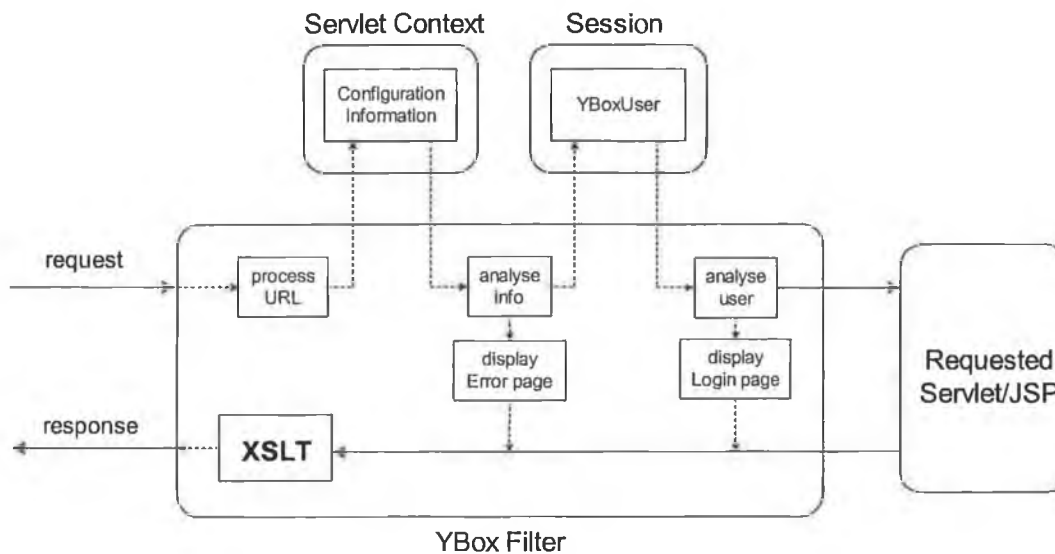 Servlet Context
Session
Configuration
Information
YBoxUser
request
process
URL
analyse
Info
analyse
user
display
Error page
display
Login page
Requested
Servlet/JSP
response
XSLT
YBox Filter